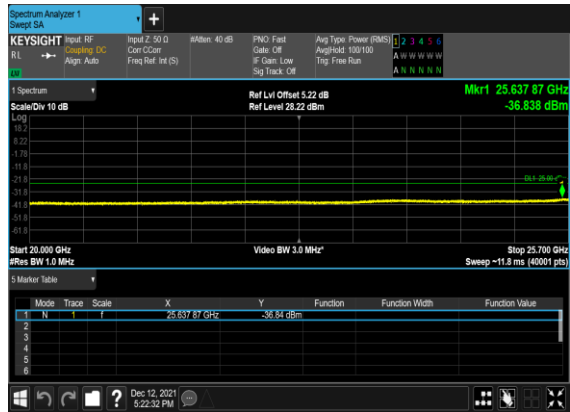 Spectrum Analyzer 1
Swept SA
+
KEYSIGHT Input: RF Input Z: 50 Ω #Atten: 40 dB PNO: Fast Avg Type: Power (RMS) 1 2 3 4 5 6
RL Coupling: DC Corr CCorr Gate: Off Avg|Hold: 100/100 A W W W W W
Align: Auto Freq Ref: Int (S) IF Gain: Low Trig: Free Run
Sig Track: Off A N N N N N
LU
1 Spectrum Ref Lvl Offset 5.22 dB Mkr1 25.637 87 GHz
Scale/Div 10 dB Ref Level 28.22 dBm -36.838 dBm
Log
18.2
8.22
-1.78
-11.8
-21.8 DL1 -25.00
-31.8
-41.8
-51.8
-61.8
Start 20.000 GHz Video BW 3.0 MHz* Stop 25.700 GHz
#Res BW 1.0 MHz Sweep ~11.8 ms (40001 pts)
5 Marker Table
Mode Trace Scale X Y Function Function Width Function Value
1 N 1 f 25.637 87 GHz -36.84 dBm
2
3
4
5
6
? Dec 12, 2021
5:22:32 PM